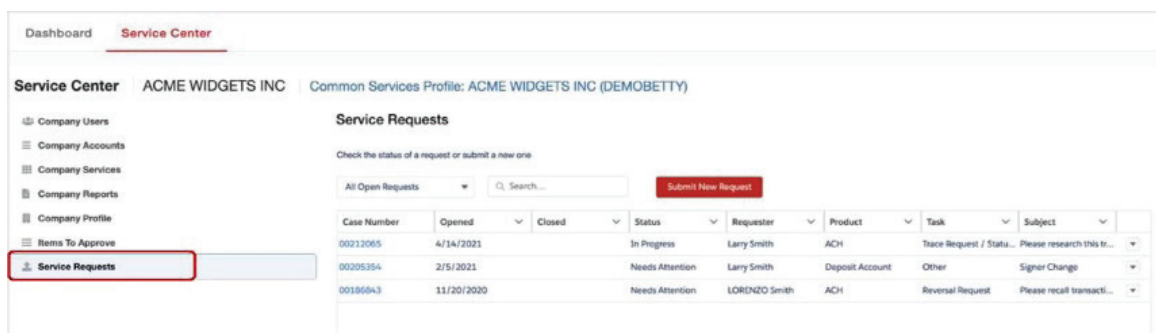 Dashboard Service Center
Service Center ACME WIDGETS INC Common Services Profile: ACME WIDGETS INC (DEMOBETTY)
Company Users
Company Accounts
Company Services
Company Reports
Company Profile
Items To Approve
Service Requests
Service Requests
Check the status of a request or submit a new one
All Open Requests Search... Submit New Request
Case Number Opened Closed Status Requester Product Task Subject
00212065 4/14/2021 In Progress Larry Smith ACH Trace Request / Statu... Please research this tr...
00205354 2/5/2021 Needs Attention Larry Smith Deposit Account Other Signer Change
00186843 11/20/2020 Needs Attention LORENZO Smith ACH Reversal Request Please recall transacti...